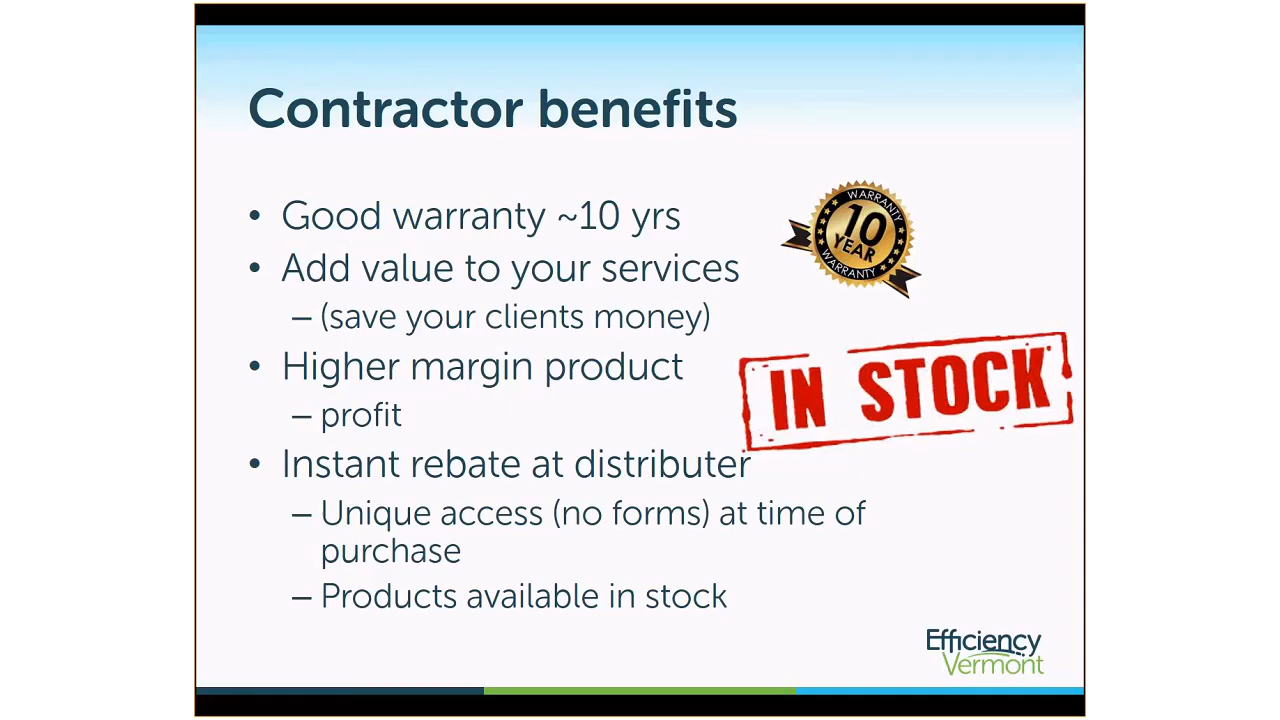 Contractor benefits
• Good warranty ~10 yrs
• Add value to your services
– (save your clients money)
• Higher margin product
– profit
• Instant rebate at distributer
– Unique access (no forms) at time of
purchase
– Products available in stock
WARRANTY
10
YEAR
WARRANTY
IN STOCK
Efficiency
Vermont